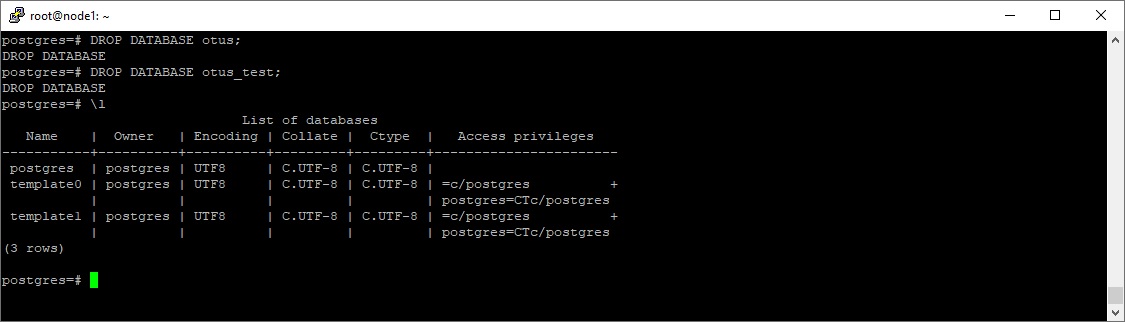 root@node1: ~
postgres=# DROP DATABASE otus;
DROP DATABASE
postgres=# DROP DATABASE otus_test;
DROP DATABASE
postgres=# \l
                              List of databases
   Name    |  Owner   | Encoding | Collate |  Ctype  |   Access privileges
-----------+----------+----------+---------+---------+-----------------------
 postgres  | postgres | UTF8     | C.UTF-8 | C.UTF-8 |
 template0 | postgres | UTF8     | C.UTF-8 | C.UTF-8 | =c/postgres          +
           |          |          |         |         | postgres=CTc/postgres
 template1 | postgres | UTF8     | C.UTF-8 | C.UTF-8 | =c/postgres          +
           |          |          |         |         | postgres=CTc/postgres
(3 rows)
postgres=#